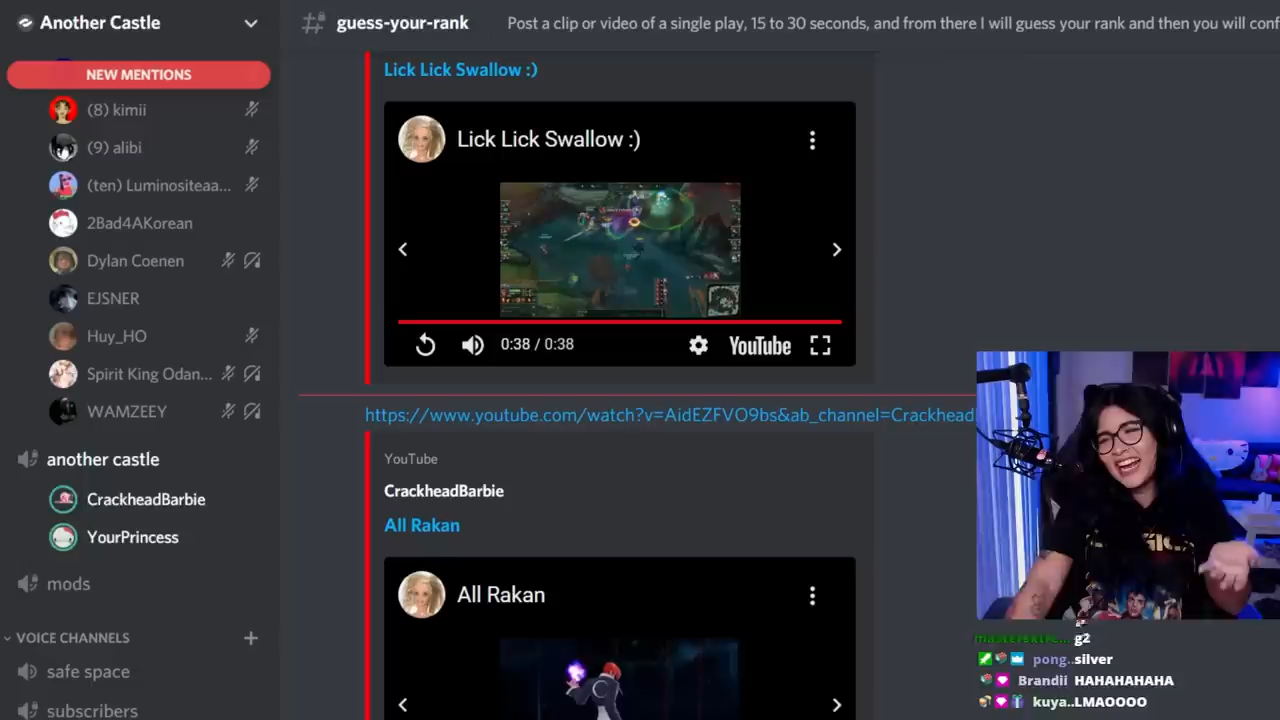 Another Castle
guess-your-rank
Post a clip or video of a single play, 15 to 30 seconds, and from there I will guess your rank and then you will conf
NEW MENTIONS
(8) kimii
(9) alibi
(ten) Luminositeaa...
2Bad4AKorean
Dylan Coenen
EJSNER
Huy_HO
Spirit King Odan...
WAMZEEY
another castle
CrackheadBarbie
YourPrincess
mods
VOICE CHANNELS
safe space
subscribers
Lick Lick Swallow :)
Lick Lick Swallow :)
0:38 / 0:38
YouTube
https://www.youtube.com/watch?v=AidEZFVO9bs&ab_channel=Crackhead
YouTube
CrackheadBarbie
All Rakan
All Rakan
g2
pong..silver
Brandii HAHAHAHAHA
kuya..LMAOOOO